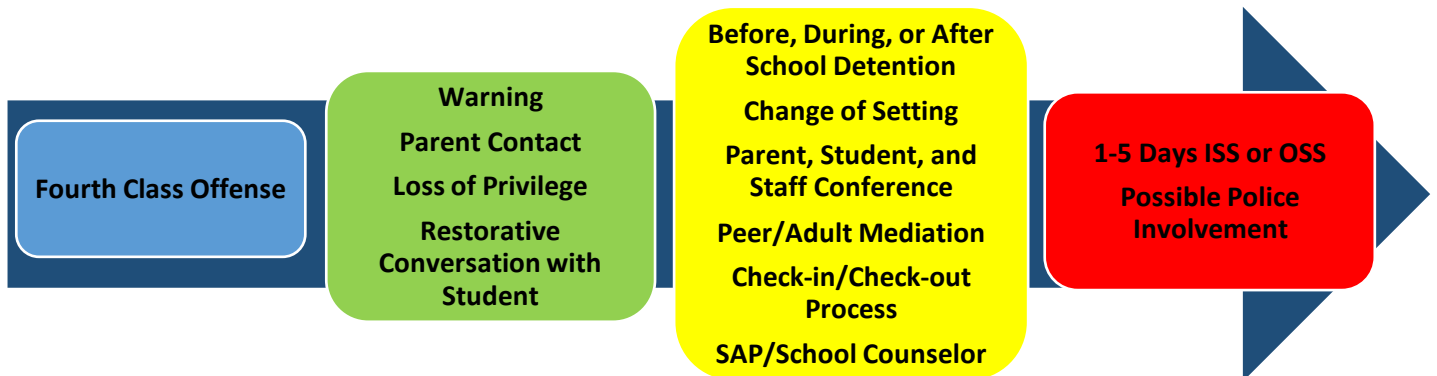 Fourth Class Offense
Warning
Parent Contact
Loss of Privilege
Restorative
Conversation with
Student
Before, During, or After
School Detention
Change of Setting
Parent, Student, and
Staff Conference
Peer/Adult Mediation
Check-in/Check-out
Process
SAP/School Counselor
1-5 Days ISS or OSS
Possible Police
Involvement